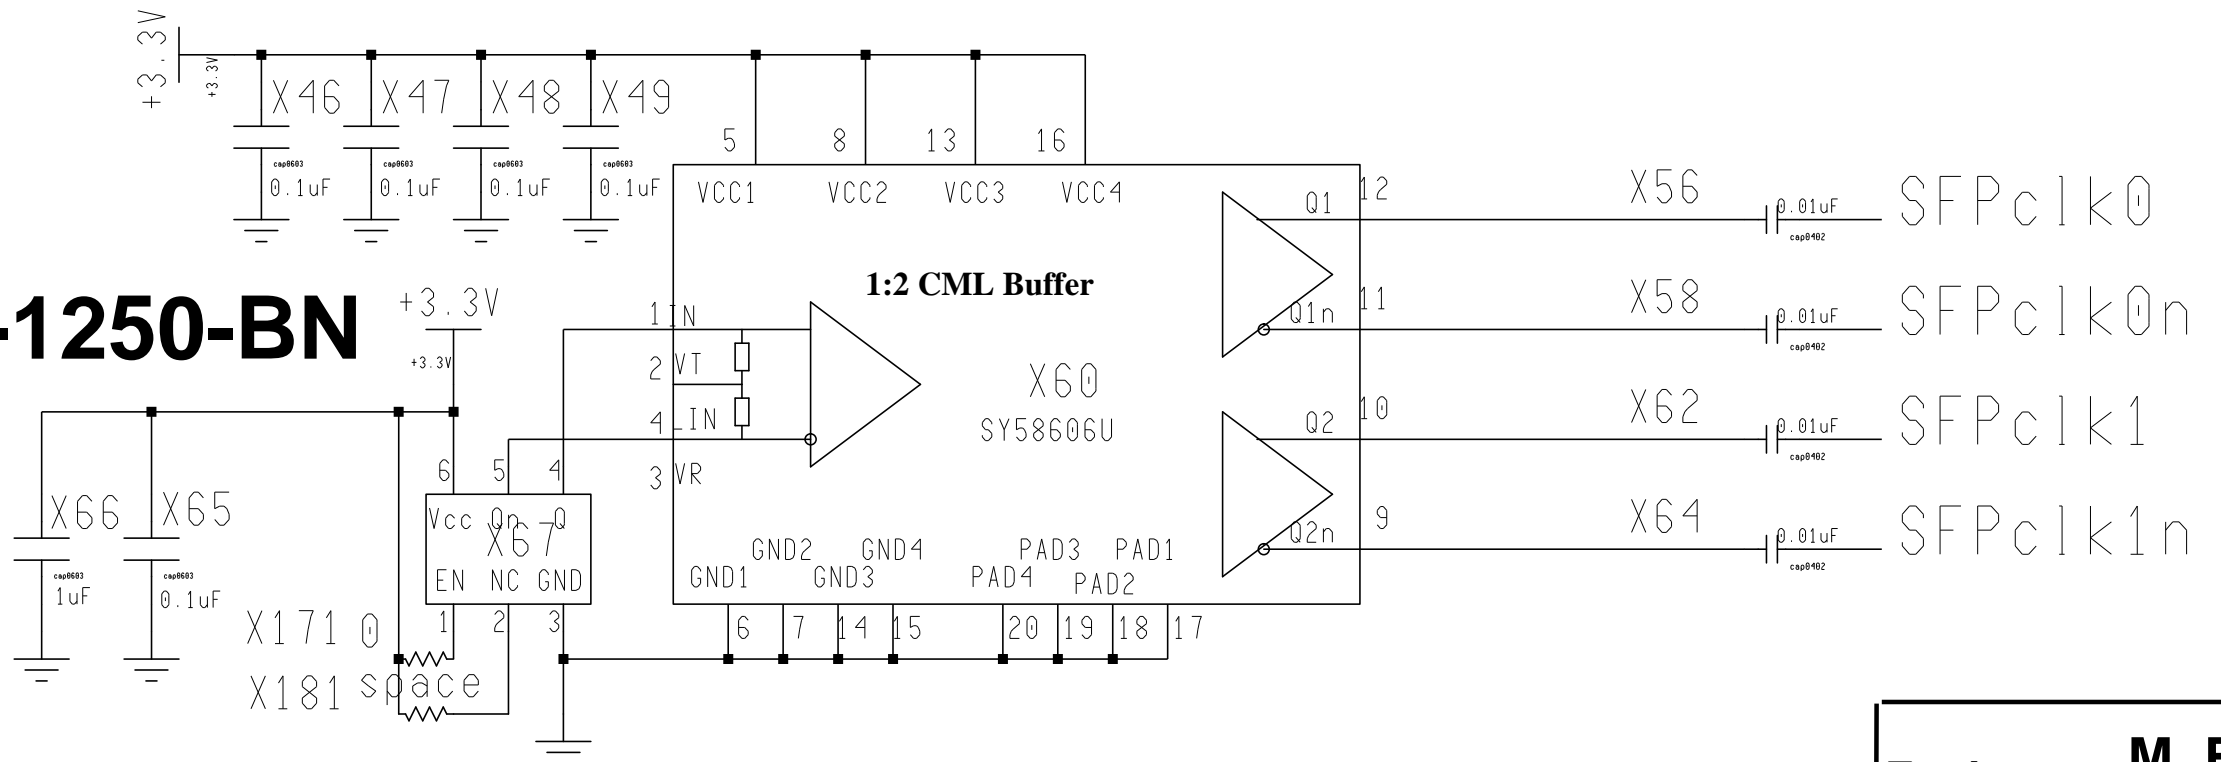 +3.3V
+3.3V
X46 X47 X48 X49
cap0603 cap0603 cap0603 cap0603
0.1uF 0.1uF 0.1uF 0.1uF
5 8 13 16
VCC1 VCC2 VCC3 VCC4
Q1 12 X56 0.01uF SFPclk0
cap0402
1:2 CML Buffer
-1250-BN
+3.3V
+3.3V
1 IN
2 VT
4 _IN
3 VR
X60
SY58606U
Q1n 11 X58 0.01uF SFPclk0n
cap0402
Q2 10 X62 0.01uF SFPclk1
cap0402
Q2n 9 X64 0.01uF SFPclk1n
cap0402
6 5 4
Vcc Qn Q
X67
EN NC GND
1 2 3
X66 X65
cap0603 cap0603
1uF 0.1uF
X171 0
X181 space
GND2 GND4 PAD3 PAD1
GND1 GND3 PAD4 PAD2
6 7 14 15 20 19 18 17